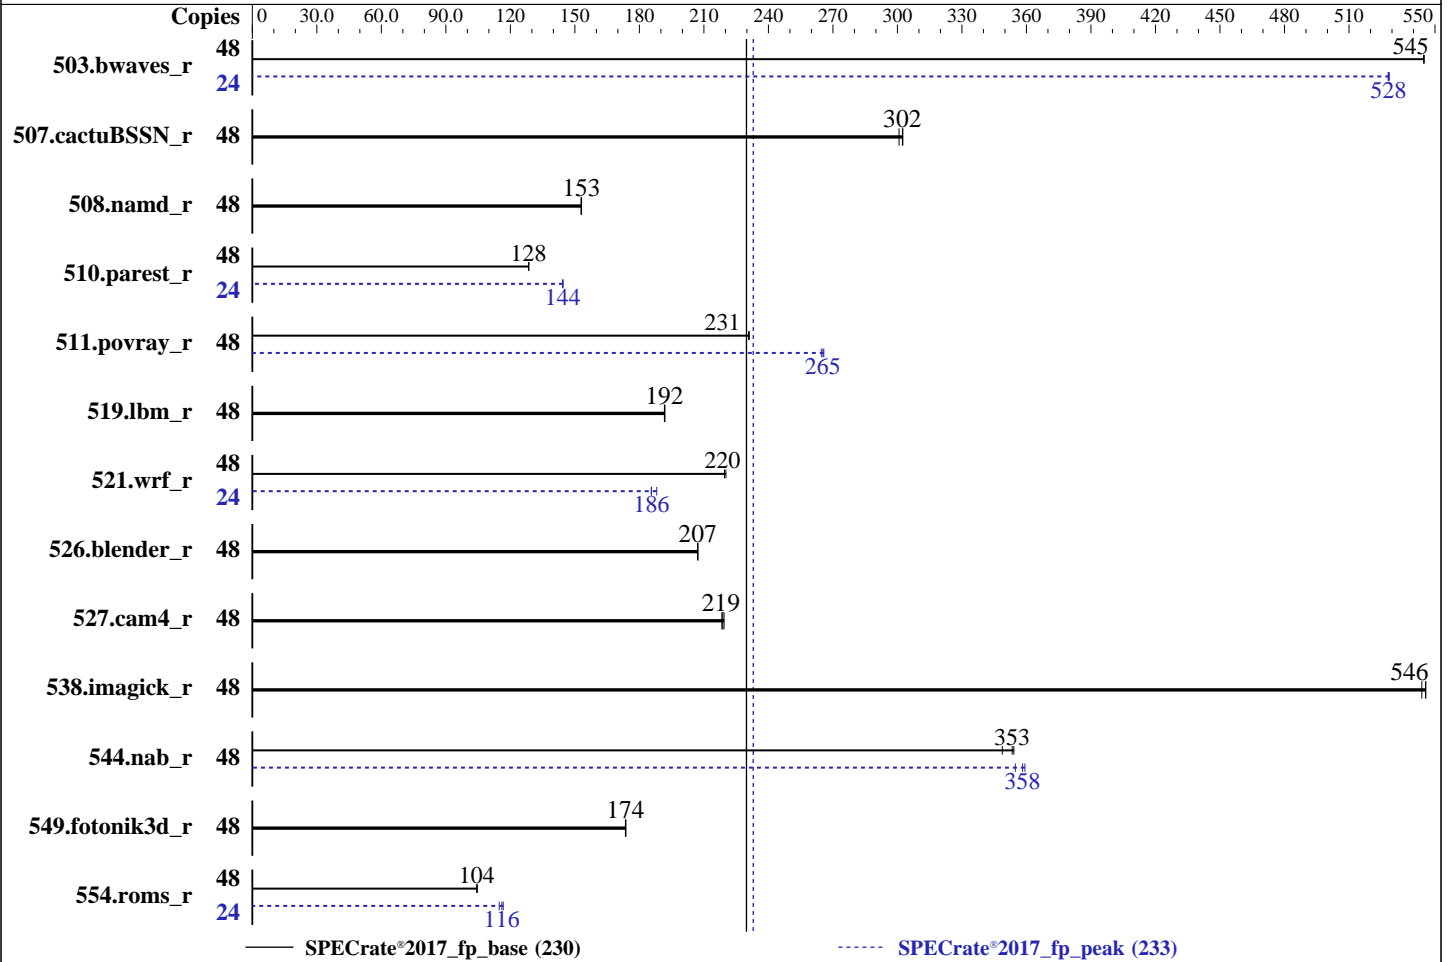 Copies 0 30.0 60.0 90.0 120 150 180 210 240 270 300 330 360 390 420 450 480 510 550
503.bwaves_r 48 545
24 528
507.cactuBSSN_r 48 302
508.namd_r 48 153
510.parest_r 48 128
24 144
511.povray_r 48 231
265
519.lbm_r 48 192
521.wrf_r 48 220
24 186
526.blender_r 48 207
527.cam4_r 48 219
538.imagick_r 48 546
544.nab_r 48 353
358
549.fotonik3d_r 48 174
554.roms_r 48 104
24 116
SPECrate®2017_fp_base (230) SPECrate®2017_fp_peak (233)